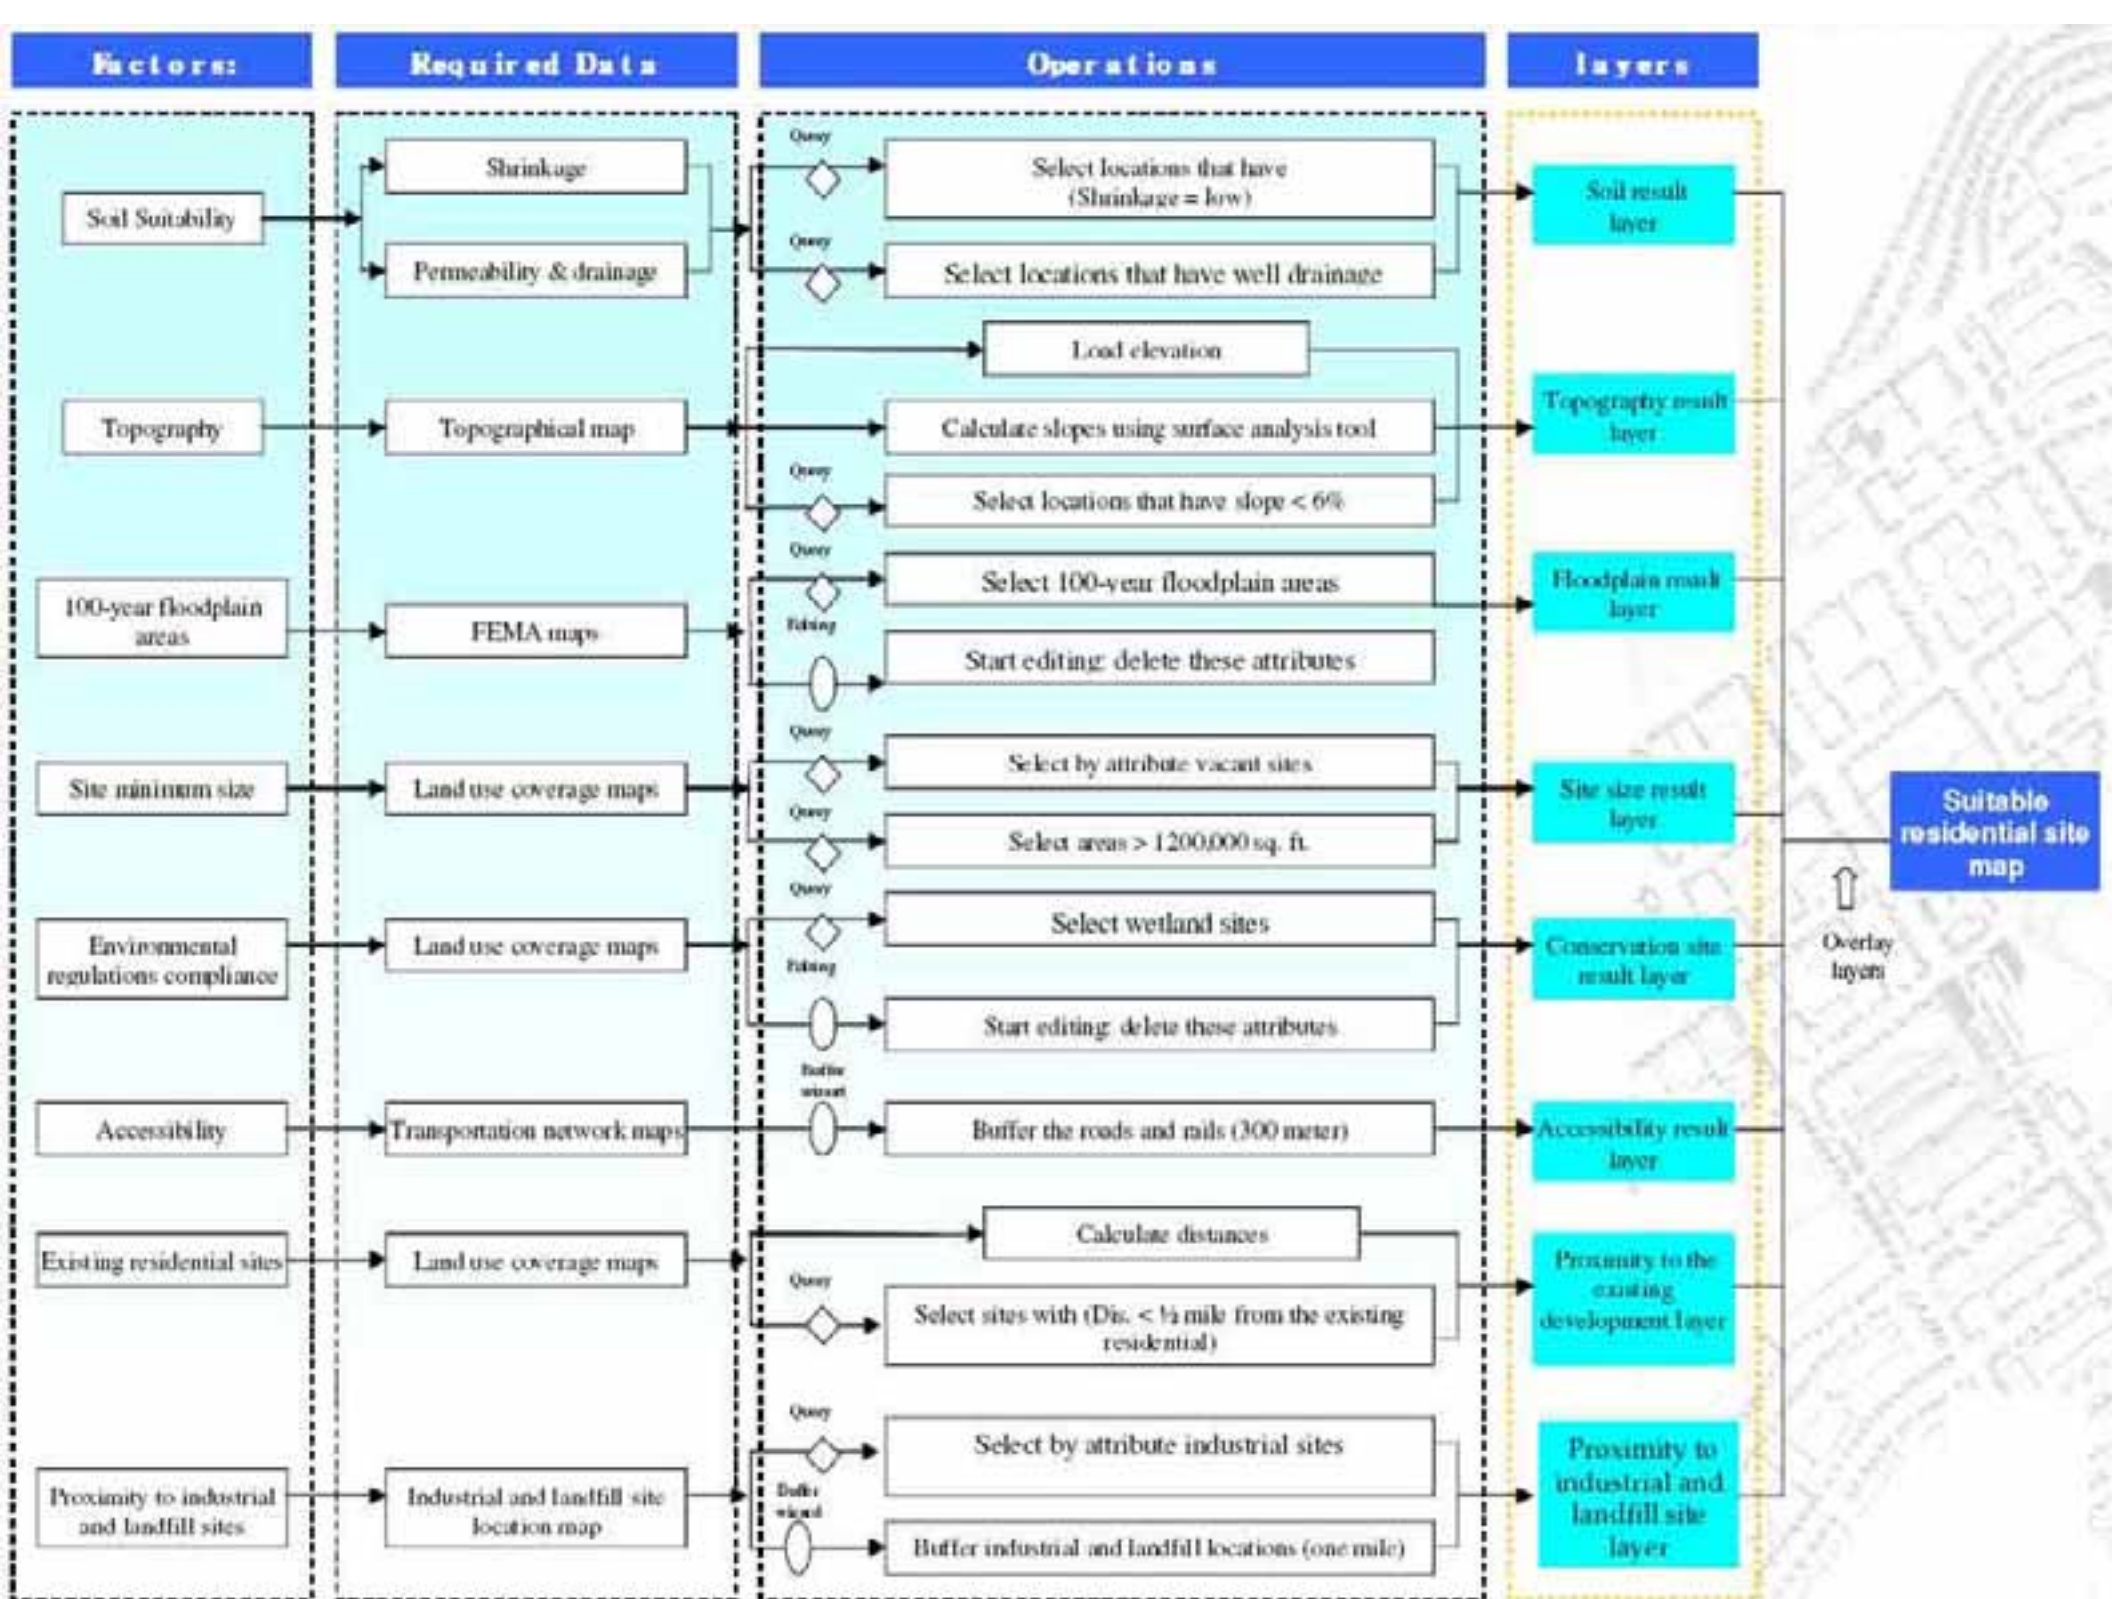 Factors:
Required Data
Operations
layers
Soil Suitability
Shrinkage
Permeability & drainage
Query
Select locations that have
(Shrinkage = low)
Query
Select locations that have well drainage
Soil result
layer
Topography
Topographical map
Load elevation
Calculate slopes using surface analysis tool
Query
Select locations that have slope < 6%
Topography result
layer
100-year floodplain
areas
FEMA maps
Query
Select 100-year floodplain areas
Editing
Start editing: delete these attributes
Floodplain result
layer
Site minimum size
Land use coverage maps
Query
Select by attribute vacant sites
Query
Select areas > 1200,000 sq. ft.
Site size result
layer
Environmental
regulations compliance
Land use coverage maps
Query
Select wetland sites
Editing
Start editing: delete these attributes
Conservation site
result layer
Accessibility
Transportation network maps
Buffer
wizard
Buffer the roads and rails (300 meter)
Accessibility result
layer
Existing residential sites
Land use coverage maps
Calculate distances
Query
Select sites with (Dis. < ½ mile from the existing
residential)
Proximity to the
existing
development layer
Proximity to industrial
and landfill sites
Industrial and landfill site
location map
Query
Select by attribute industrial sites
Buffer
wizard
Buffer industrial and landfill locations (one mile)
Proximity to
industrial and
landfill site
layer
Overlay
layers
Suitable
residential site
map